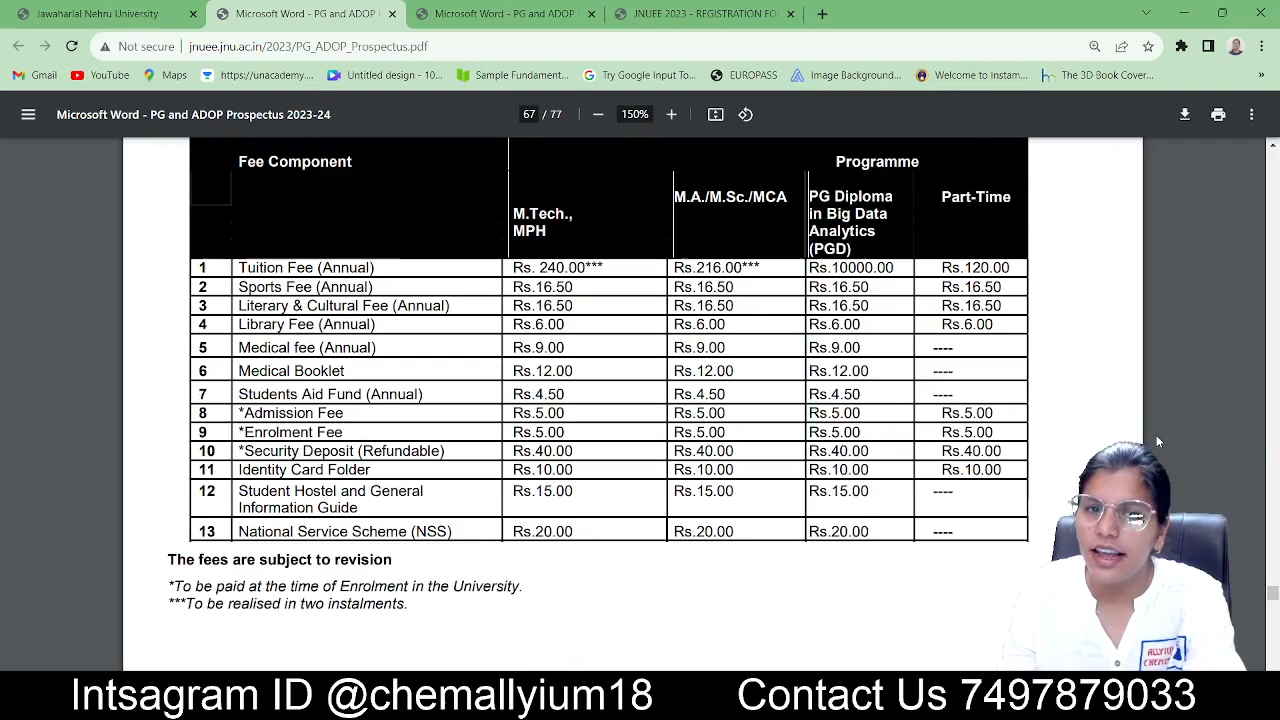 Jawaharlal Nehru University
Microsoft Word - PG and ADOP
Microsoft Word - PG and ADOP
JNUEE 2023 - REGISTRATION FOR
Not secure jnuee.jnu.ac.in/2023/PG_ADOP_Prospectus.pdf
Gmail YouTube Maps https://unacademy... Untitled design - 10... Sample Fundament... Try Google Input To... EUROPASS Image Background... Welcome to Instam... The 3D Book Cover... »
Microsoft Word - PG and ADOP Prospectus 2023-24 67 / 77 150%
Fee Component Programme
M.Tech., MPH M.A./M.Sc./MCA PG Diploma in Big Data Analytics (PGD) Part-Time
1 Tuition Fee (Annual) Rs. 240.00*** Rs.216.00*** Rs.10000.00 Rs.120.00
2 Sports Fee (Annual) Rs.16.50 Rs.16.50 Rs.16.50 Rs.16.50
3 Literary & Cultural Fee (Annual) Rs.16.50 Rs.16.50 Rs.16.50 Rs.16.50
4 Library Fee (Annual) Rs.6.00 Rs.6.00 Rs.6.00 Rs.6.00
5 Medical fee (Annual) Rs.9.00 Rs.9.00 Rs.9.00 ----
6 Medical Booklet Rs.12.00 Rs.12.00 Rs.12.00 ----
7 Students Aid Fund (Annual) Rs.4.50 Rs.4.50 Rs.4.50 ----
8 *Admission Fee Rs.5.00 Rs.5.00 Rs.5.00 Rs.5.00
9 *Enrolment Fee Rs.5.00 Rs.5.00 Rs.5.00 Rs.5.00
10 *Security Deposit (Refundable) Rs.40.00 Rs.40.00 Rs.40.00 Rs.40.00
11 Identity Card Folder Rs.10.00 Rs.10.00 Rs.10.00 Rs.10.00
12 Student Hostel and General Rs.15.00 Rs.15.00 Rs.15.00 ----
Information Guide
13 National Service Scheme (NSS) Rs.20.00 Rs.20.00 Rs.20.00 ----
The fees are subject to revision
*To be paid at the time of Enrolment in the University.
***To be realised in two instalments.
Intsagram ID @chemallyium18 Contact Us 7497879033